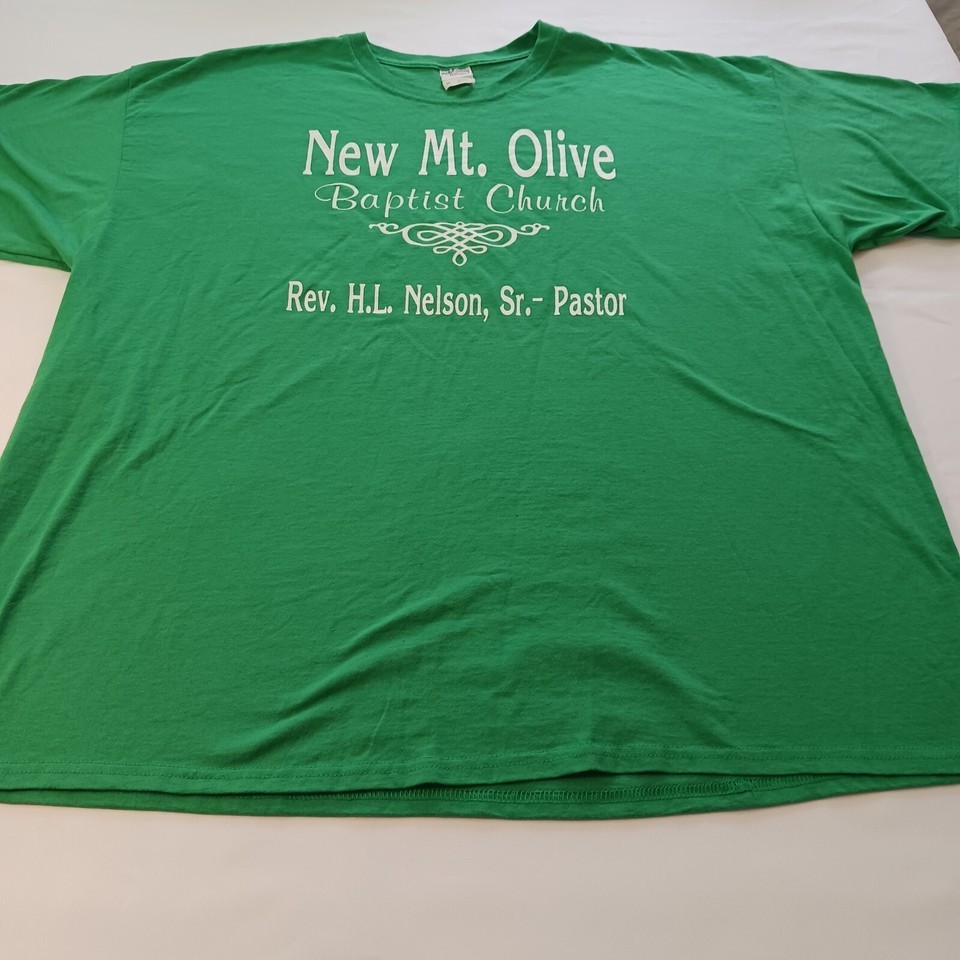 New Mt. Olive
Baptist Church
Rev. H.L. Nelson, Sr.- Pastor